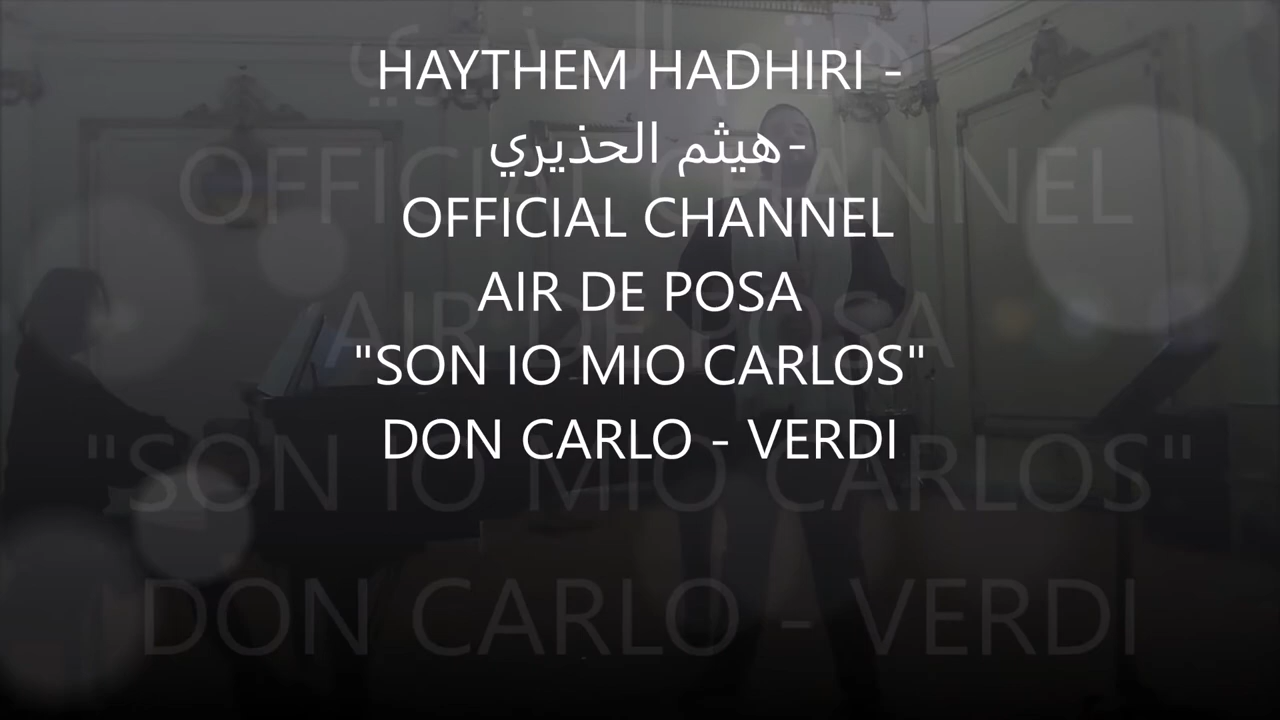 HAYTHEM HADHIRI -
هيثم الحذيري-
OFFICIAL CHANNEL
AIR DE POSA
"SON IO MIO CARLOS"
DON CARLO - VERDI